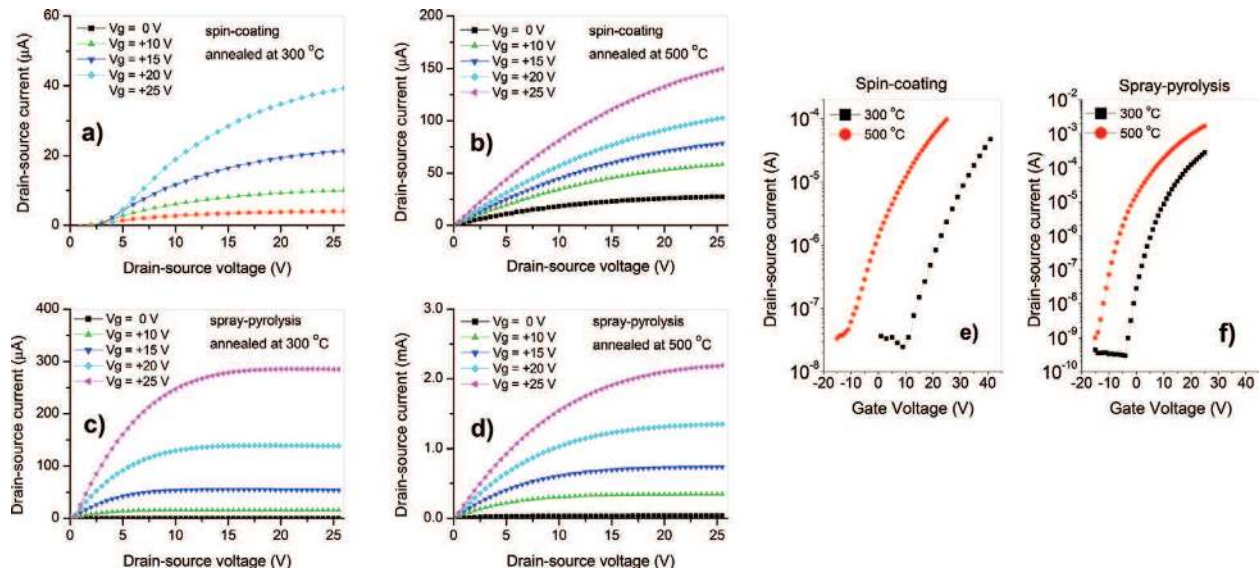 60
40
20
0
Drain-source current (μA)
Vg = 0 V
Vg = +10 V
Vg = +15 V
Vg = +20 V
Vg = +25 V
spin-coating
annealed at 300 °C
a)
0 5 10 15 20 25
Drain-source voltage (V)
200
150
100
50
0
Drain-source current (μA)
Vg = 0 V
Vg = +10 V
Vg = +15 V
Vg = +20 V
Vg = +25 V
spin-coating
annealed at 500 °C
b)
0 5 10 15 20 25
Drain-source voltage (V)
400
300
200
100
0
Drain-source current (μA)
Vg = 0 V
Vg = +10 V
Vg = +15 V
Vg = +20 V
Vg = +25 V
spray-pyrolysis
annealed at 300 °C
c)
0 5 10 15 20 25
Drain-source voltage (V)
3.0
2.0
1.0
0.0
Drain-source current (mA)
Vg = 0 V
Vg = +10 V
Vg = +15 V
Vg = +20 V
Vg = +25 V
spray-pyrolysis
annealed at 500 °C
d)
0 5 10 15 20 25
Drain-source voltage (V)
Spin-coating
10⁻⁴
10⁻⁵
10⁻⁶
10⁻⁷
10⁻⁸
Drain-source current (A)
300 °C
500 °C
e)
-20 -10 0 10 20 30 40
Gate Voltage (V)
Spray-pyrolysis
10⁻²
10⁻³
10⁻⁴
10⁻⁵
10⁻⁶
10⁻⁷
10⁻⁸
10⁻⁹
10⁻¹⁰
Drain-source current (A)
300 °C
500 °C
f)
-20 -10 0 10 20 30 40
Gate Voltage (V)